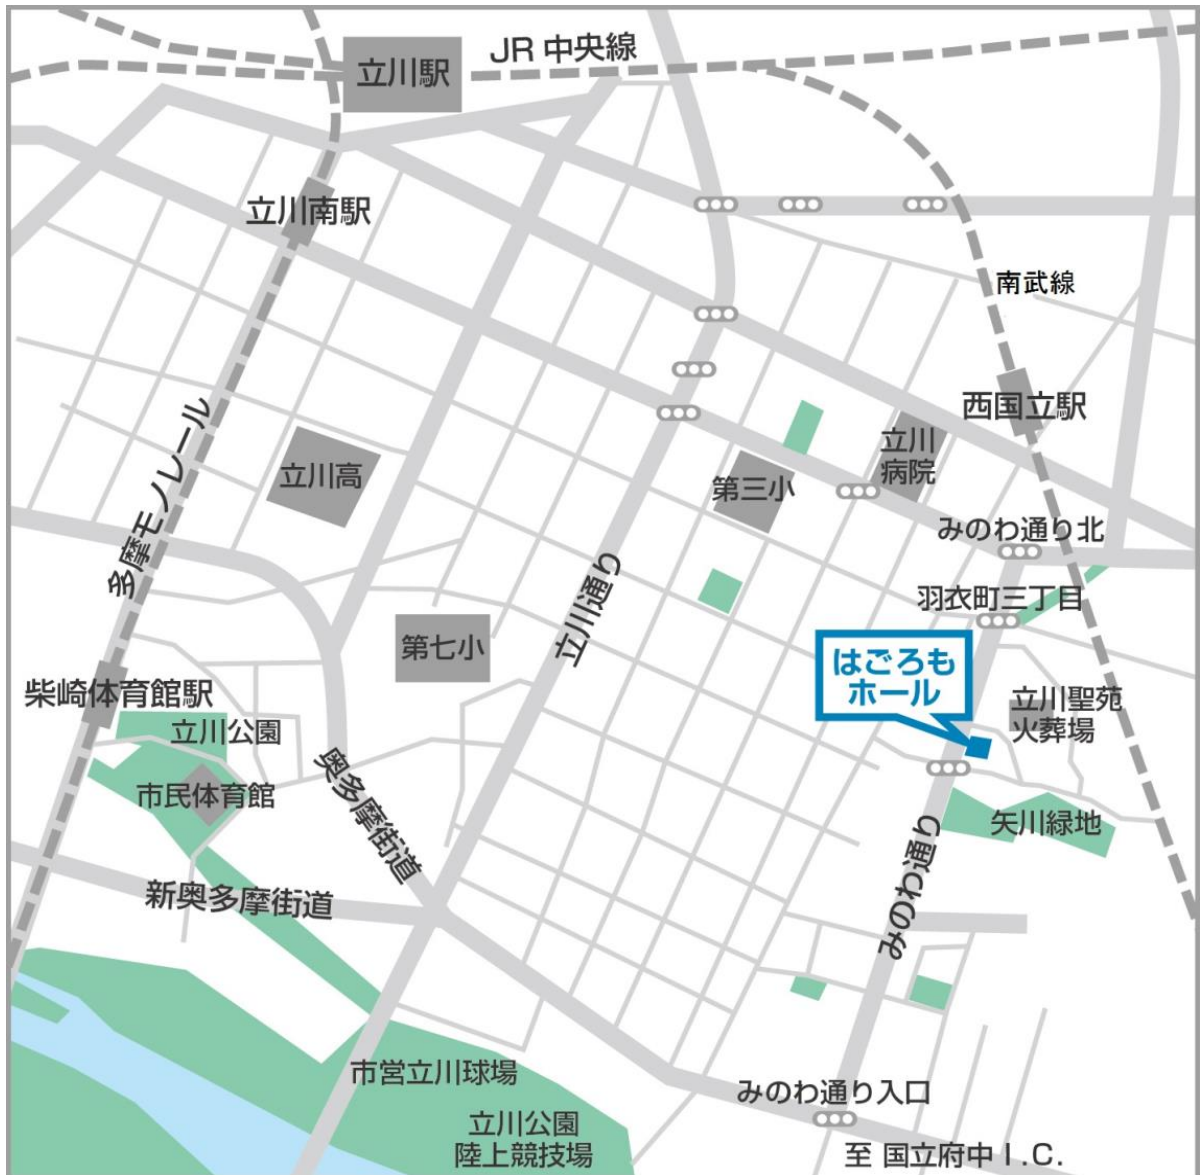 JR 中央線
立川駅
立川南駅
南武線
西国立駅
多摩モノレール
立川高
立川
病院
第三小
みのわ通り北
立川通り
羽衣町三丁目
第七小
はごろも
ホール
柴崎体育館駅
立川公園
立川聖苑
火葬場
市民体育館
奥多摩街道
矢川緑地
新奥多摩街道
みのわ通り
市営立川球場
みのわ通り入口
立川公園
陸上競技場
至 国立府中 I.C.